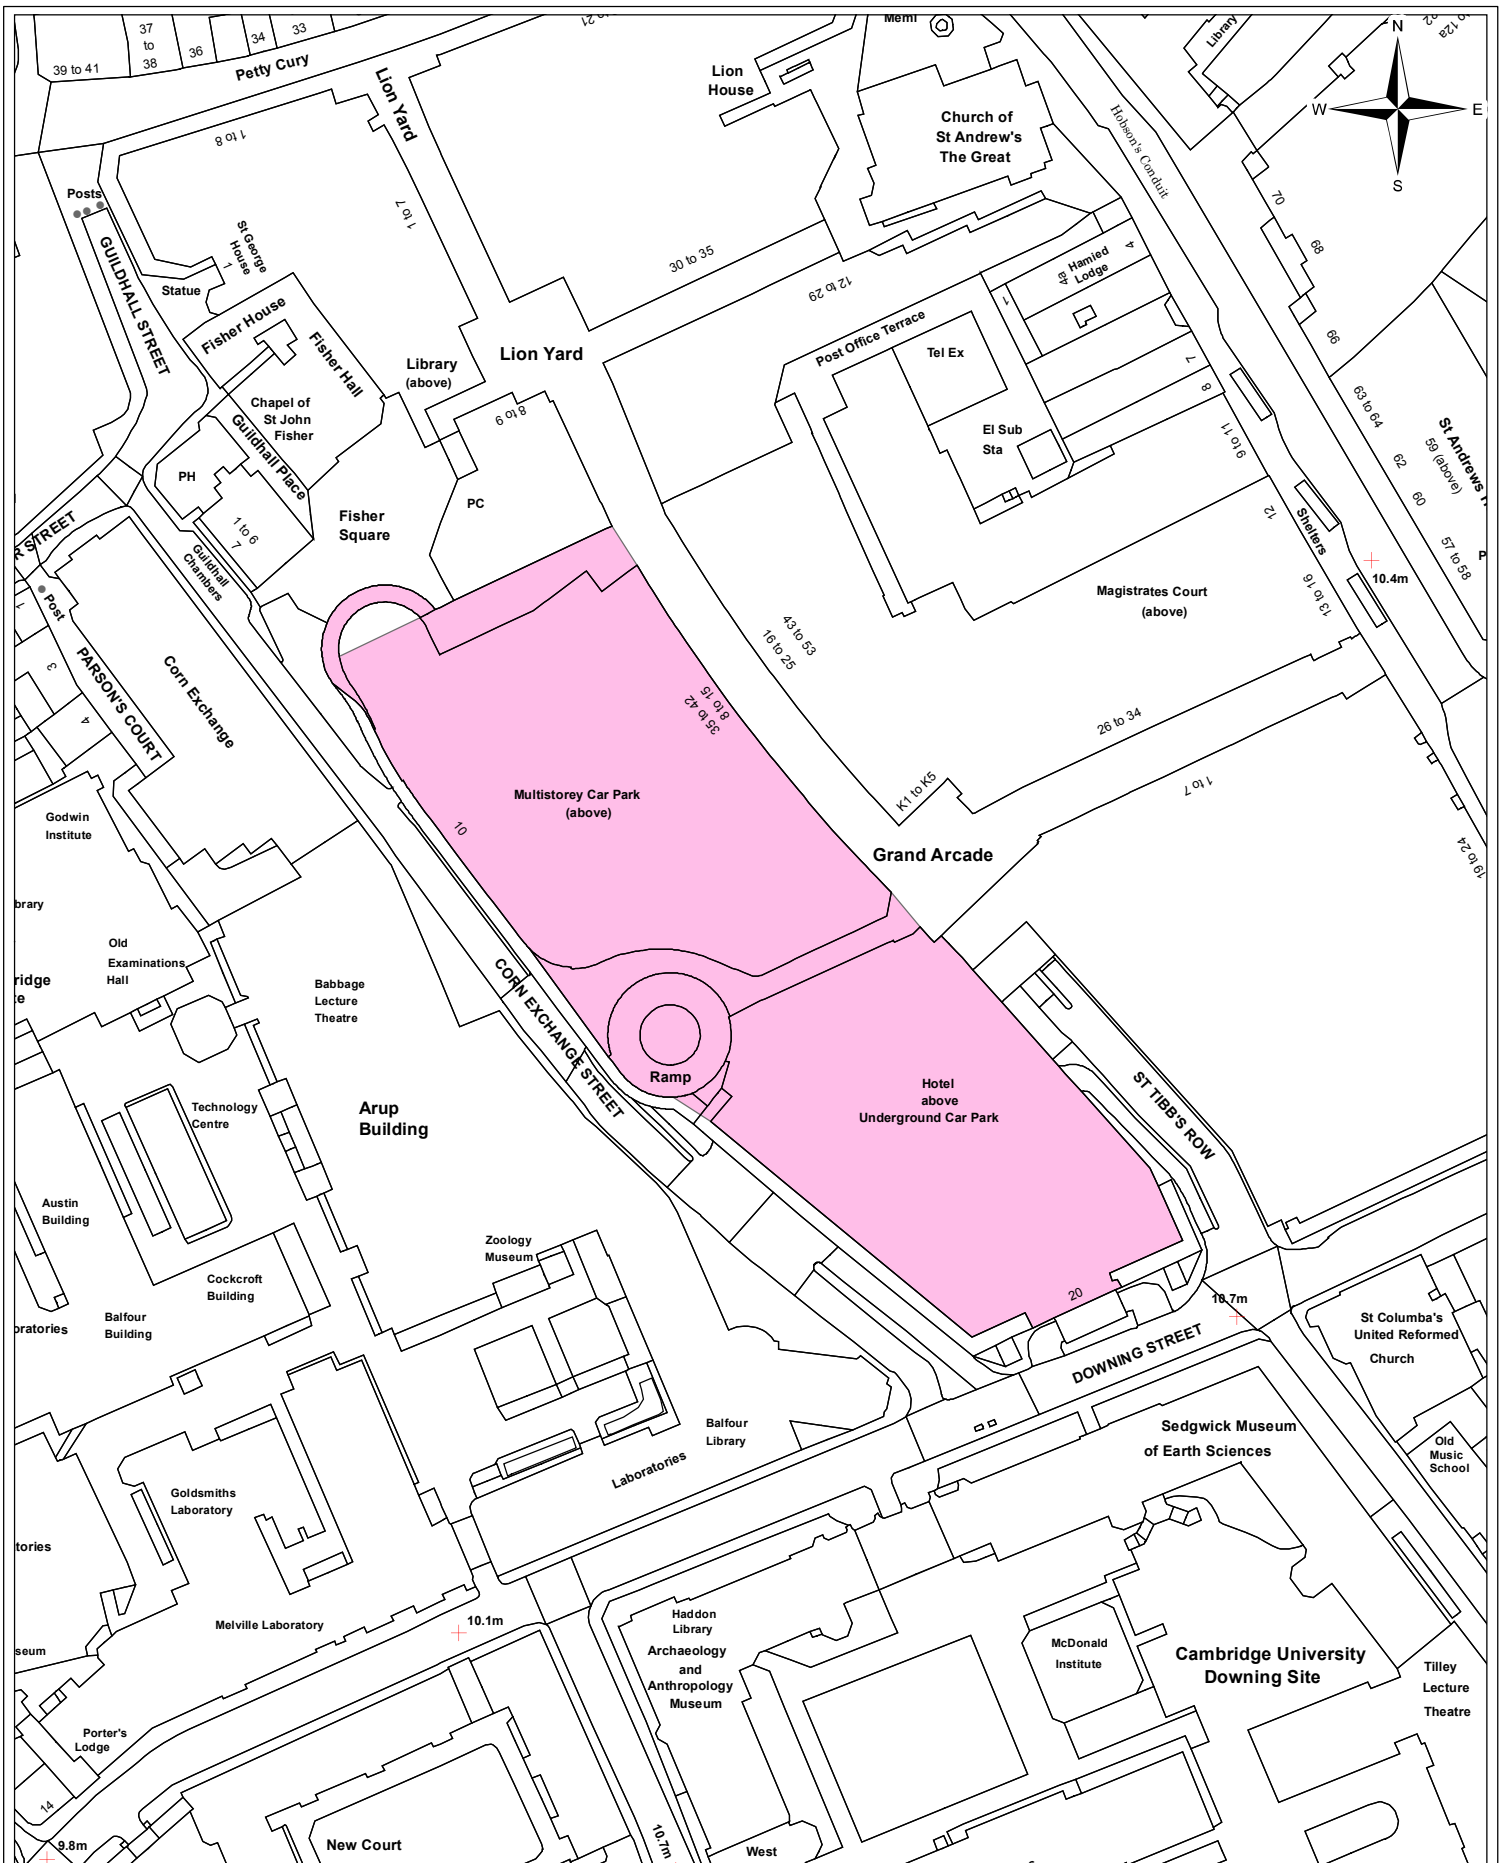 37
to
38
36
34
33
39 to 41
Petty Cury
Lion Yard
Lion
House
Meml
Church of
St Andrew's
The Great
Library
N
W
E
S
Hobson's Conduit
1 to 8
1 to 7
Posts
GUILDHALL STREET
St George
House
1
Statue
Fisher House
Fisher Hall
Library
(above)
Lion Yard
30 to 35
12 to 29
Post Office Terrace
Tel Ex
El Sub
Sta
1
4a
Hamied
Lodge
4
7
8
9 to 11
12
13 to 16
Shelters
70
68
66
63 to 64
62
60
59 (above)
57 to 58
10.4m
Chapel of
St John
Fisher
Guildhall Place
PH
1 to 6
7
Guildhall
Chambers
Fisher
Square
8 to 9
PC
R STREET
Post
1
3
4
PARSON'S COURT
Corn Exchange
Magistrates Court
(above)
43 to 53
16 to 25
35 to 42
8 to 15
26 to 34
1 to 7
K1 to K5
19 to 24
Multistorey Car Park
(above)
10
Grand Arcade
Godwin
Institute
brary
Old
Examinations
Hall
ridge
te
Babbage
Lecture
Theatre
CORN EXCHANGE STREET
Ramp
Hotel
above
Underground Car Park
ST TIBB'S ROW
Technology
Centre
Arup
Building
Austin
Building
Zoology
Museum
Cockcroft
Building
Balfour
Building
oratories
20
10.7m
DOWNING STREET
St Columba's
United Reformed
Church
Balfour
Library
Laboratories
Sedgwick Museum
of Earth Sciences
Old
Music
School
Goldsmiths
Laboratory
tories
Melville Laboratory
10.1m
seum
Haddon
Library
Archaeology
and
Anthropology
Museum
McDonald
Institute
Cambridge University
Downing Site
Tilley
Lecture
Theatre
Porter's
Lodge
14
9.8m
New Court
10.7m
West